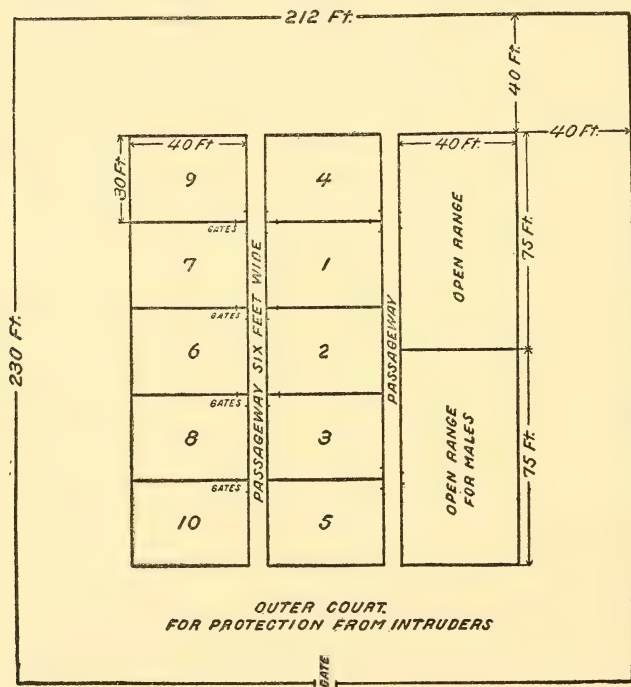 212 Ft.
40 Ft.
40 Ft.
40 Ft
40 Ft.
30 Ft.
9
4
GATES
7
1
GATES
6
2
GATES
8
3
GATES
10
5
PASSAGEWAY SIX FEET WIDE
PASSAGEWAY
OPEN RANGE
75 Ft.
OPEN RANGE
FOR MALES
75 Ft.
230 Ft.
OUTER COURT.
FOR PROTECTION FROM INTRUDERS
GATE